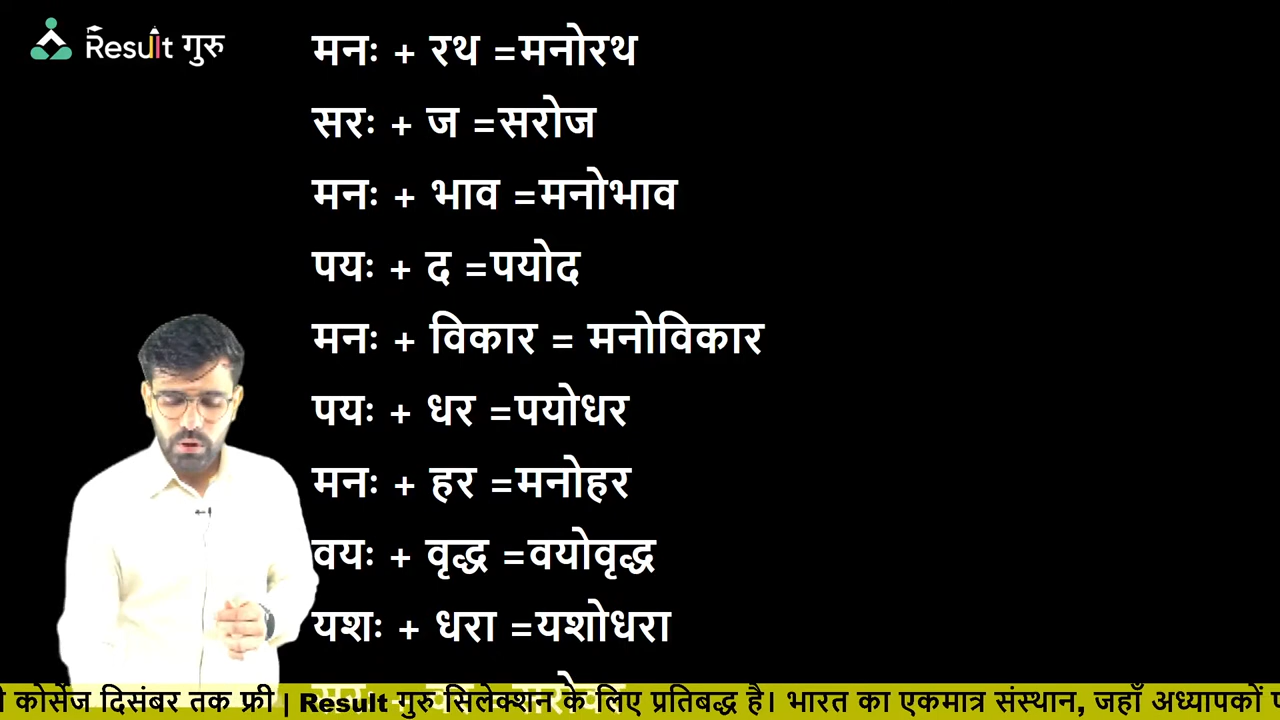 Result गुरु
मनः + रथ =मनोरथ
सरः + ज =सरोज
मनः + भाव =मनोभाव
पयः + द =पयोद
मनः + विकार = मनोविकार
पयः + धर =पयोधर
मनः + हर =मनोहर
वयः + वृद्ध =वयोवृद्ध
यशः + धरा =यशोधरा
कोर्सेज दिसंबर तक फ्री | Result गुरु सिलेक्शन के लिए प्रतिबद्ध है। भारत का एकमात्र संस्थान, जहाँ अध्यापकों